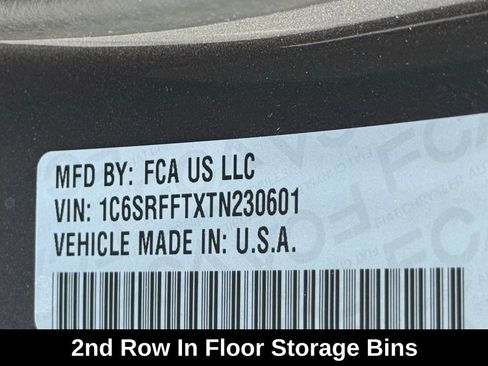 MFD BY: FCA US LLC
VIN: 1C6SRFFTXTN230601
VEHICLE MADE IN: U.S.A.
2nd Row In Floor Storage Bins